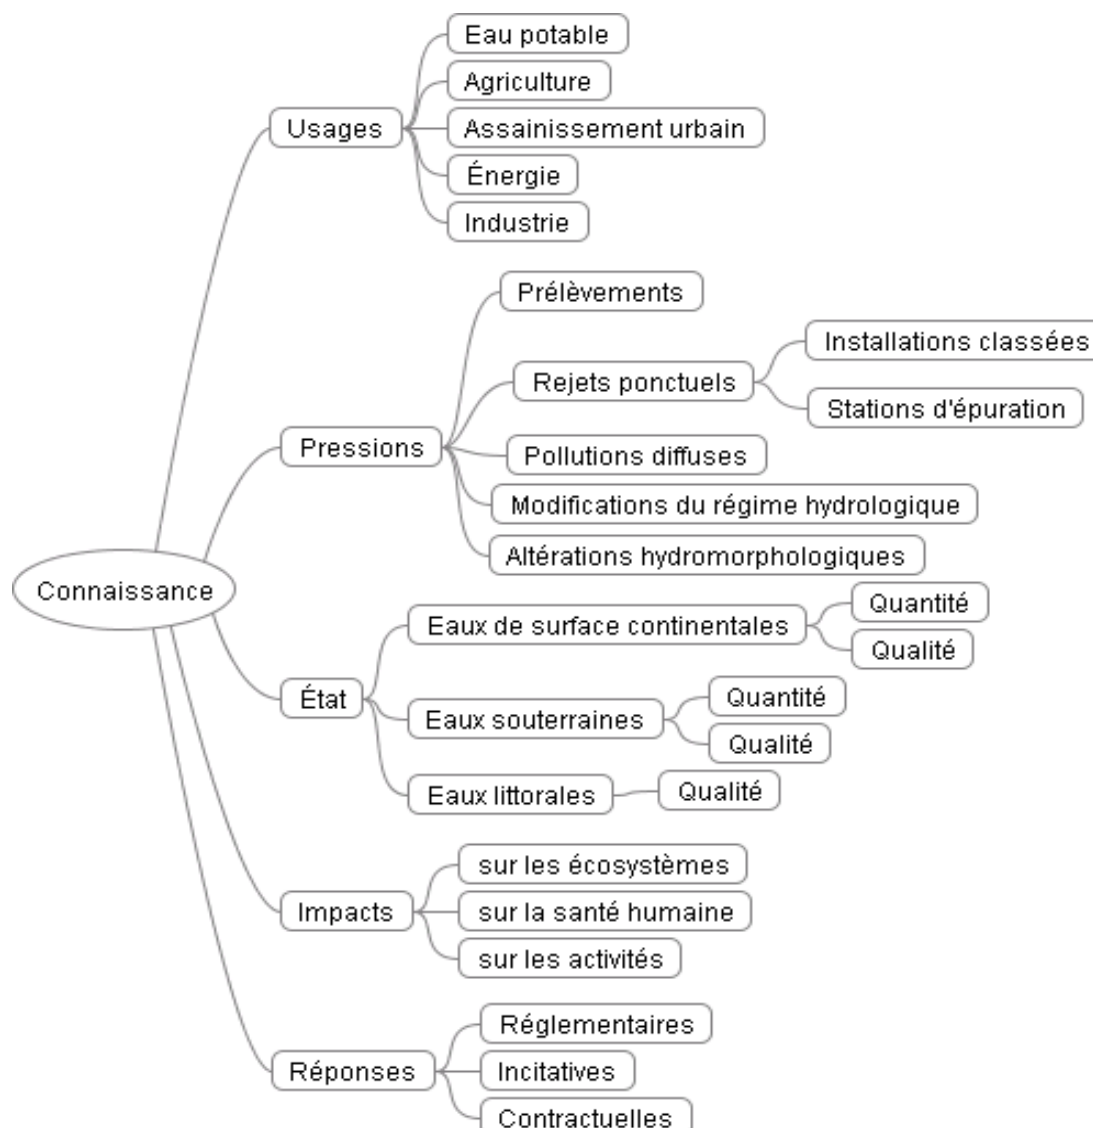 Connaissance
Usages
Eau potable
Agriculture
Assainissement urbain
Énergie
Industrie
Pressions
Prélèvements
Rejets ponctuels
Installations classées
Stations d'épuration
Pollutions diffuses
Modifications du régime hydrologique
Altérations hydromorphologiques
État
Eaux de surface continentales
Quantité
Qualité
Eaux souterraines
Quantité
Qualité
Eaux littorales
Qualité
Impacts
sur les écosystèmes
sur la santé humaine
sur les activités
Réponses
Réglementaires
Incitatives
Contractuelles